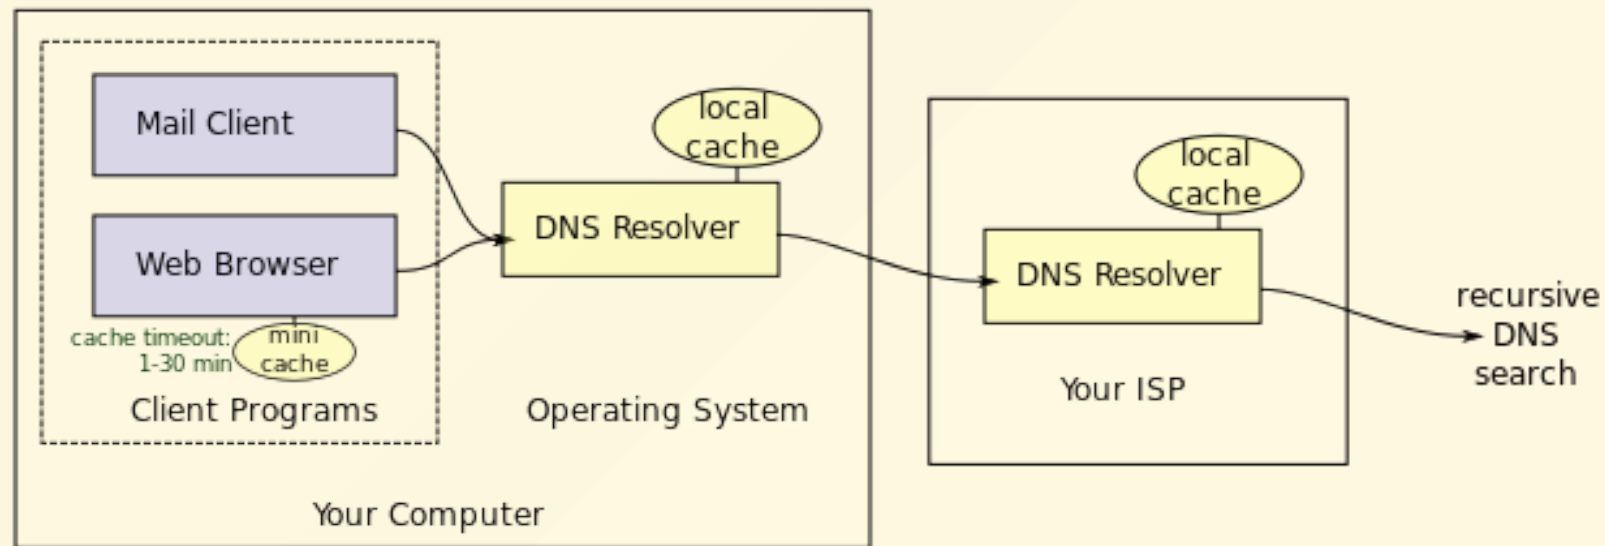 Mail Client
Web Browser
cache timeout:
1-30 min
mini
cache
Client Programs
local
cache
DNS Resolver
Operating System
Your Computer
local
cache
DNS Resolver
Your ISP
recursive
DNS
search